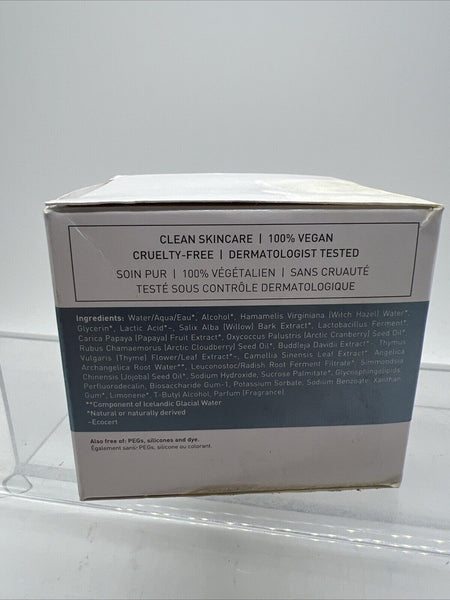 CLEAN SKINCARE | 100% VEGAN
CRUELTY-FREE | DERMATOLOGIST TESTED
SOIN PUR | 100% VÉGÉTALIEN | SANS CRUAUTÉ
TESTÉ SOUS CONTRÔLE DERMATOLOGIQUE
Ingredients: Water/Aqua/Eau*, Alcohol*, Hamamelis Virginiana (Witch Hazel) Water*,
Glycerin*, Lactic Acid*~, Salix Alba (Willow) Bark Extract*, Lactobacillus Ferment*,
Carica Papaya (Papaya) Fruit Extract*, Oxycoccus Palustris (Arctic Cranberry) Seed Oil*,
Rubus Chamaemorus (Arctic Cloudberry) Seed Oil*, Buddleja Davidii Extract*~, Thymus
Vulgaris (Thyme) Flower/Leaf Extract*~, Camellia Sinensis Leaf Extract*, Angelica
Archangelica Root Water**, Leuconostoc/Radish Root Ferment Filtrate*, Simmondsia
Chinensis (Jojoba) Seed Oil*, Sodium Hydroxide, Sucrose Palmitate*, Glycosphingolipids,
Perfluorodecalin, Biosaccharide Gum-1, Potassium Sorbate, Sodium Benzoate, Xanthan
Gum*, Limonene*, T-Butyl Alcohol, Parfum (Fragrance)
**Component of Icelandic Glacial Water
*Natural or naturally derived
~Ecocert
Also free of: PEGs, silicones and dye.
Également sans: PEGs, silicone ou colorant.